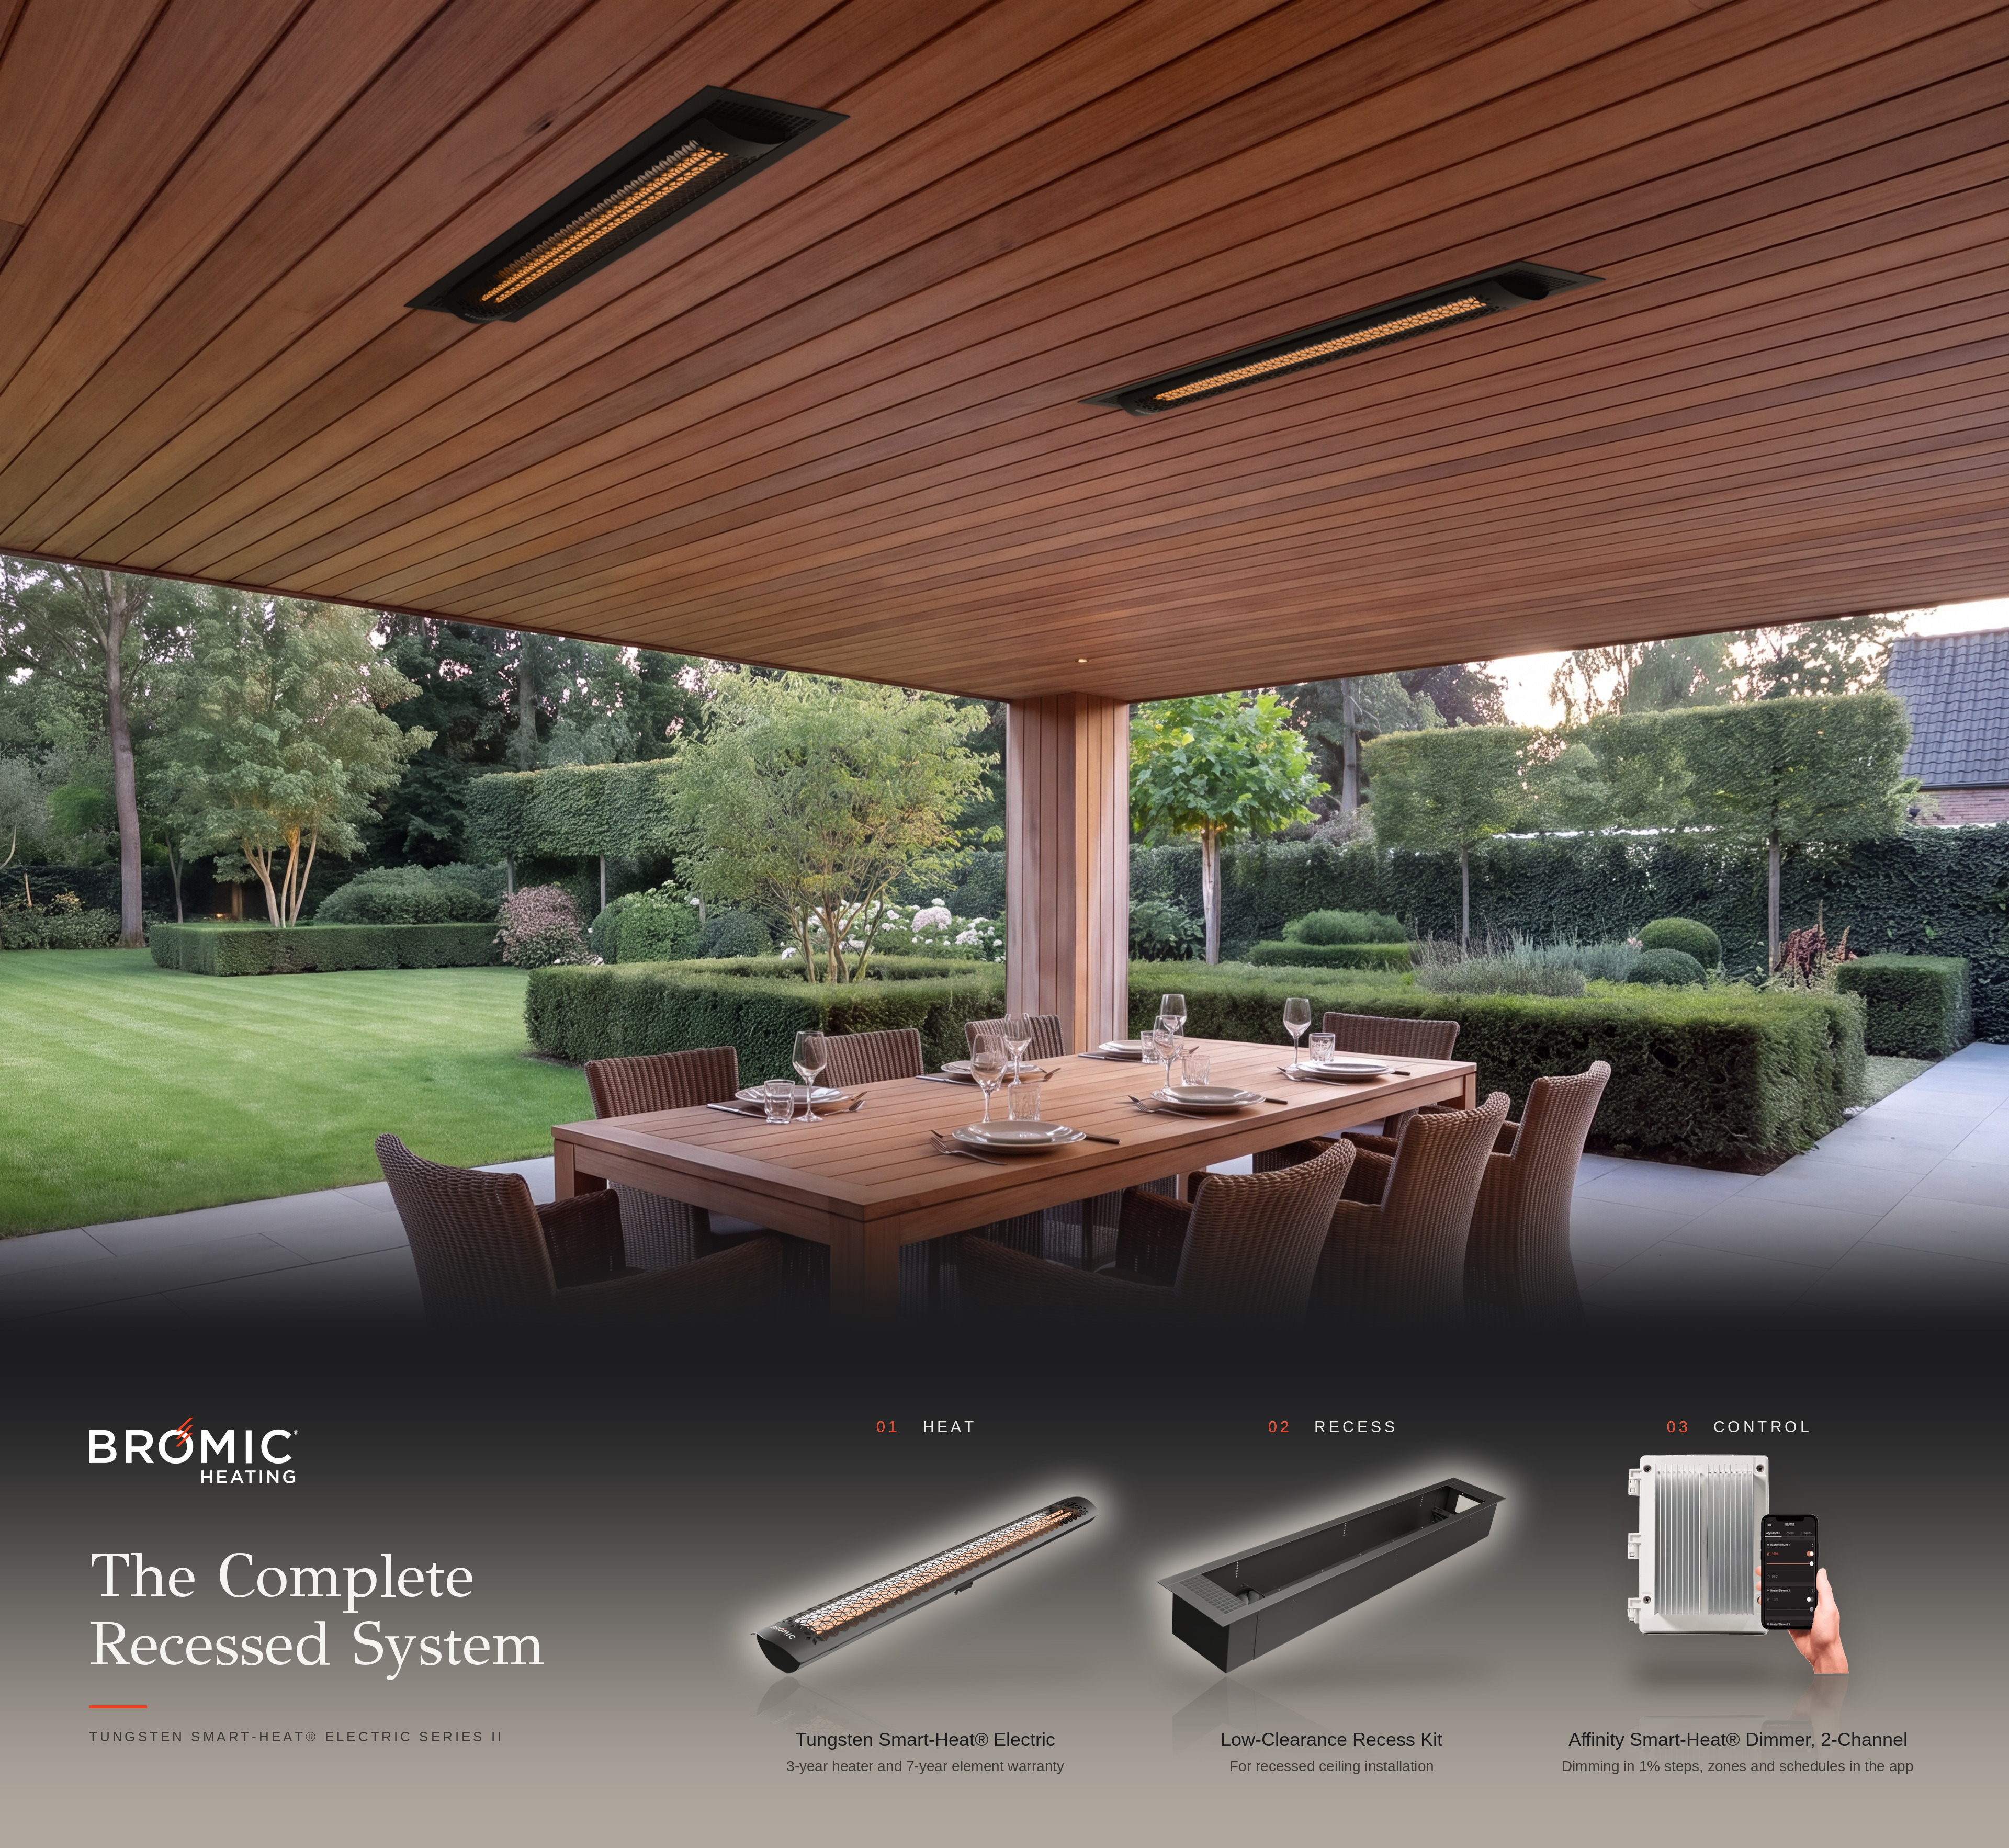 BROMIC®
HEATING
The Complete
Recessed System
TUNGSTEN SMART-HEAT® ELECTRIC SERIES II
01 HEAT
BROMIC
Tungsten Smart-Heat® Electric
3-year heater and 7-year element warranty
02 RECESS
Low-Clearance Recess Kit
For recessed ceiling installation
03 CONTROL
Affinity Smart-Heat® Dimmer, 2-Channel
Dimming in 1% steps, zones and schedules in the app